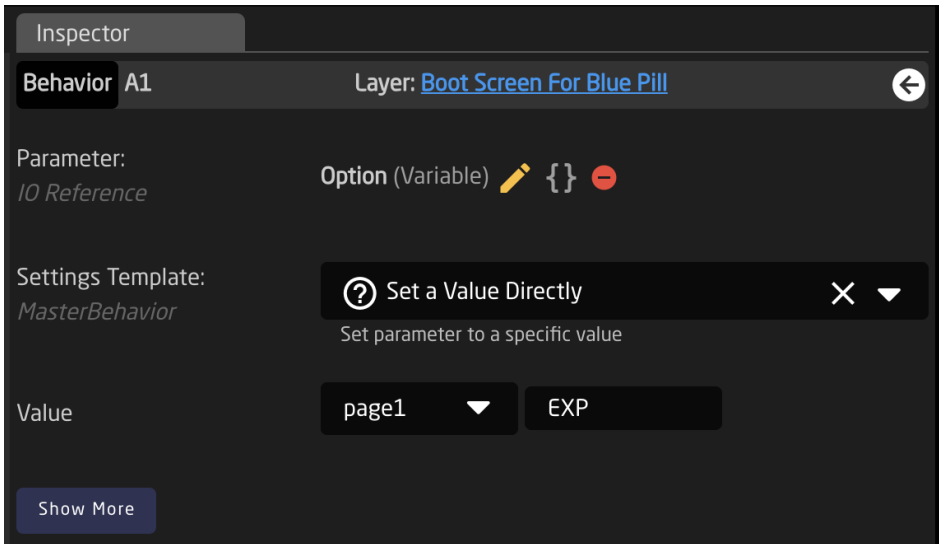 Inspector
Behavior A1 Layer: Boot Screen For Blue Pill
Parameter:
IO Reference
Option (Variable) {}
Settings Template:
MasterBehavior
Set a Value Directly
Set parameter to a specific value
Value page1 EXP
Show More